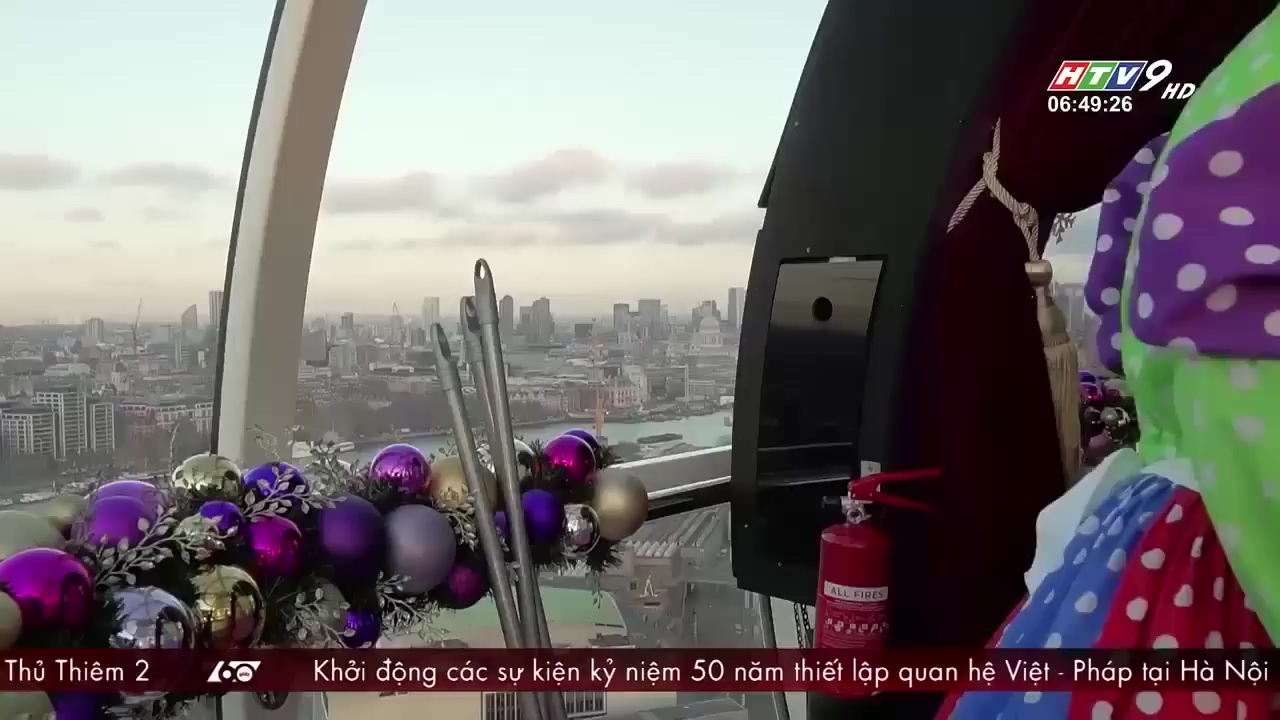 HTV9 HD
06:49:26
ALL FIRES
Thủ Thiêm 2 60 Khởi động các sự kiện kỷ niệm 50 năm thiết lập quan hệ Việt - Pháp tại Hà Nội